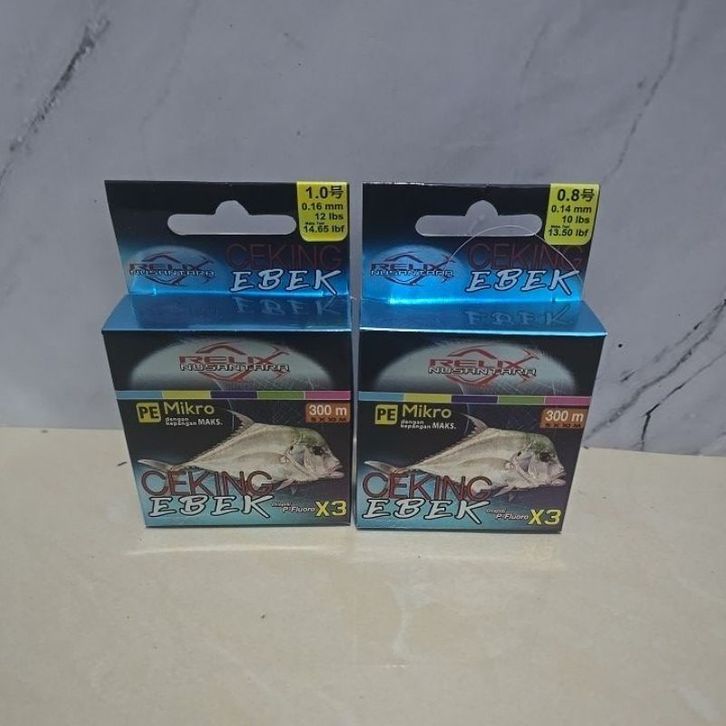 1.0号
0.16 mm
12 lbs
14.65 lbf
RELIX
NUSANTARA
CEKING
EBEK
RELIX
NUSANTARA
PE Mikro
dengan
kepangan MAKS.
300 m
CEKING
EBEK
P-Fluoro X3
0.8号
0.14 mm
10 lbs
13.50 lbf
RELIX
NUSANTARA
CEKING
EBEK
RELIX
NUSANTARA
PE Mikro
dengan
kepangan MAKS.
300 m
CEKING
EBEK
P-Fluoro X3